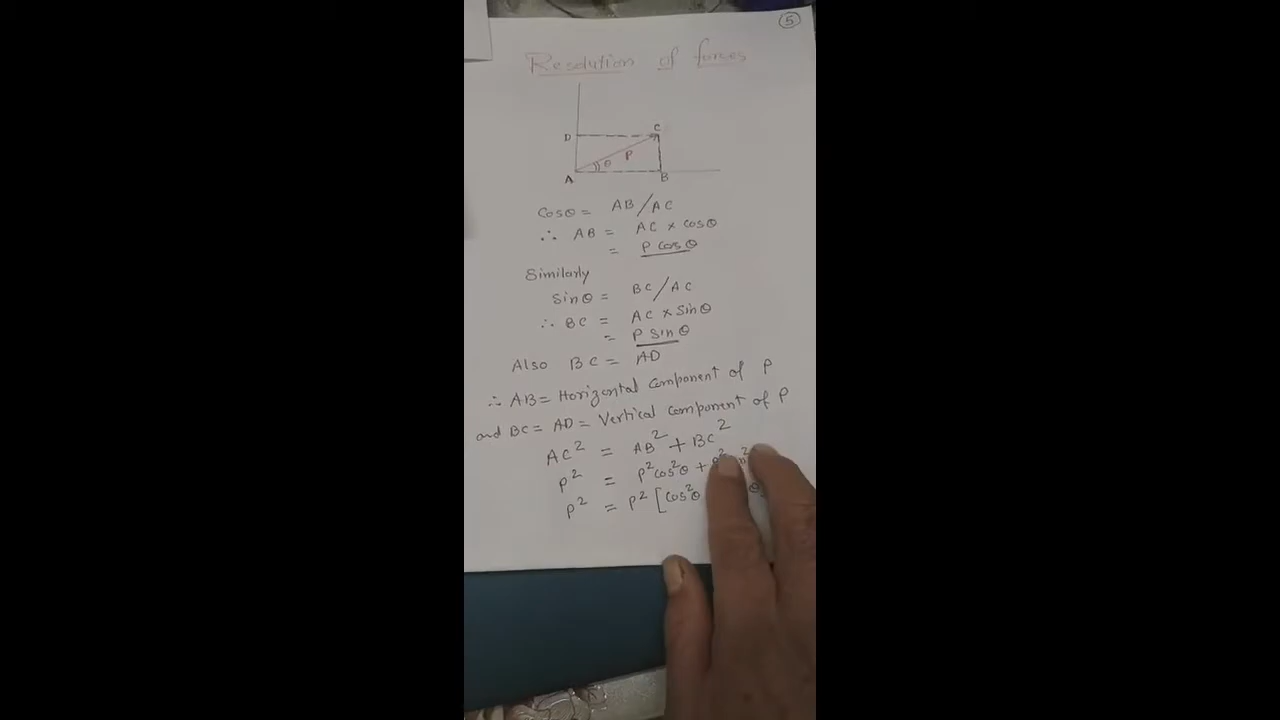 5
Resolution of forces
D C
θ P
A B
Cosθ = AB/AC
∴ AB = AC × cosθ
= P cosθ
Similarly
Sinθ = BC/AC
∴ BC = AC × Sinθ
= P Sinθ
Also BC = AD
∴ AB = Horizontal component of P
and BC = AD = Vertical component of P
AC² = AB² + BC²
P² = P²cos²θ +
P² = P² [cos²θ